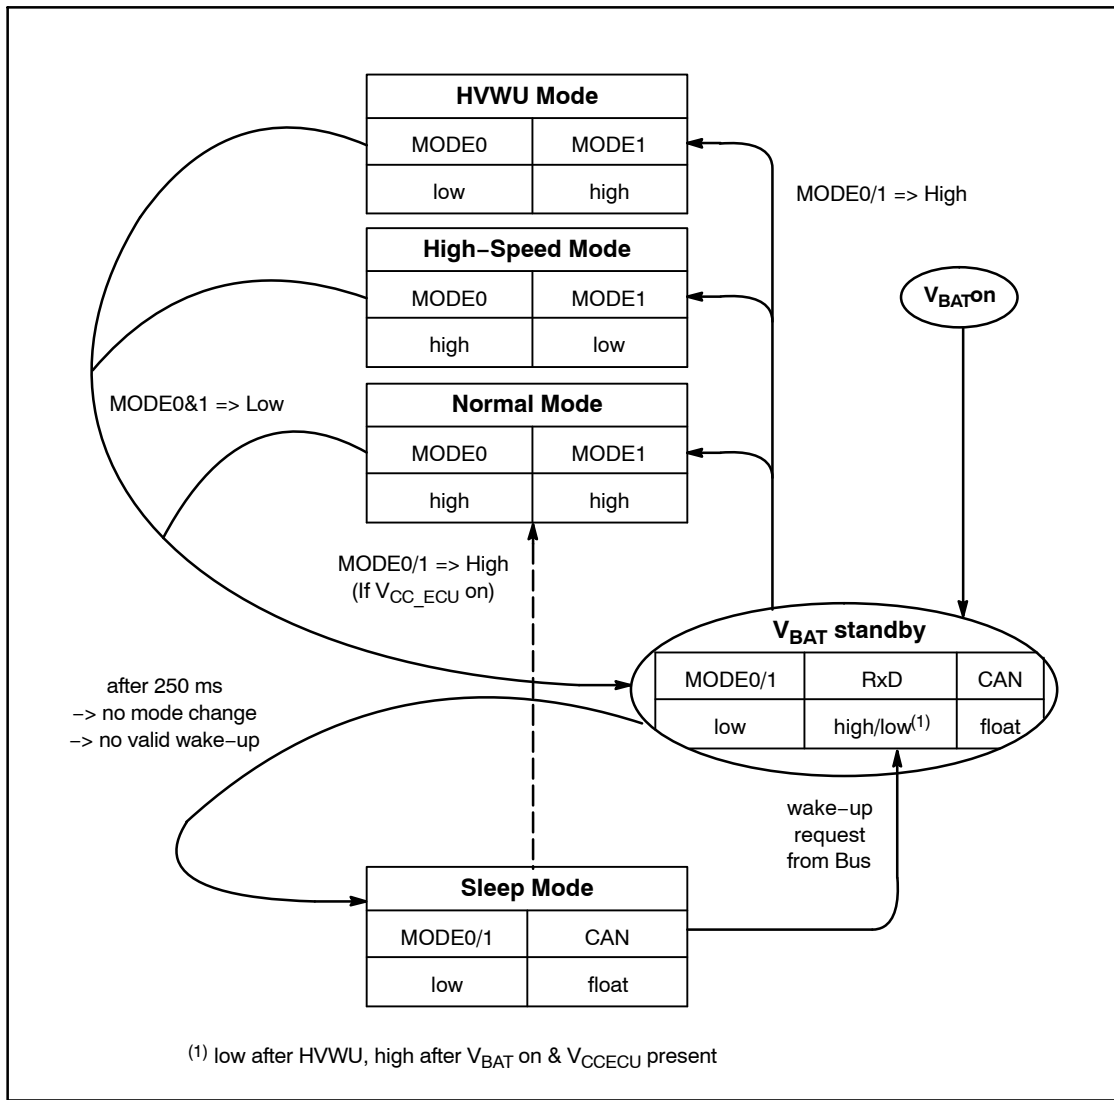 HVWU Mode
MODE0 MODE1
low high
MODE0/1 => High
High−Speed Mode
MODE0 MODE1
high low
VBATon
MODE0&1 => Low
Normal Mode
MODE0 MODE1
high high
MODE0/1 => High
(If VCC_ECU on)
VBAT standby
MODE0/1 RxD CAN
low high/low(1) float
after 250 ms
−> no mode change
−> no valid wake−up
wake−up
request
from Bus
Sleep Mode
MODE0/1 CAN
low float
(1) low after HVWU, high after VBAT on & VCCECU present